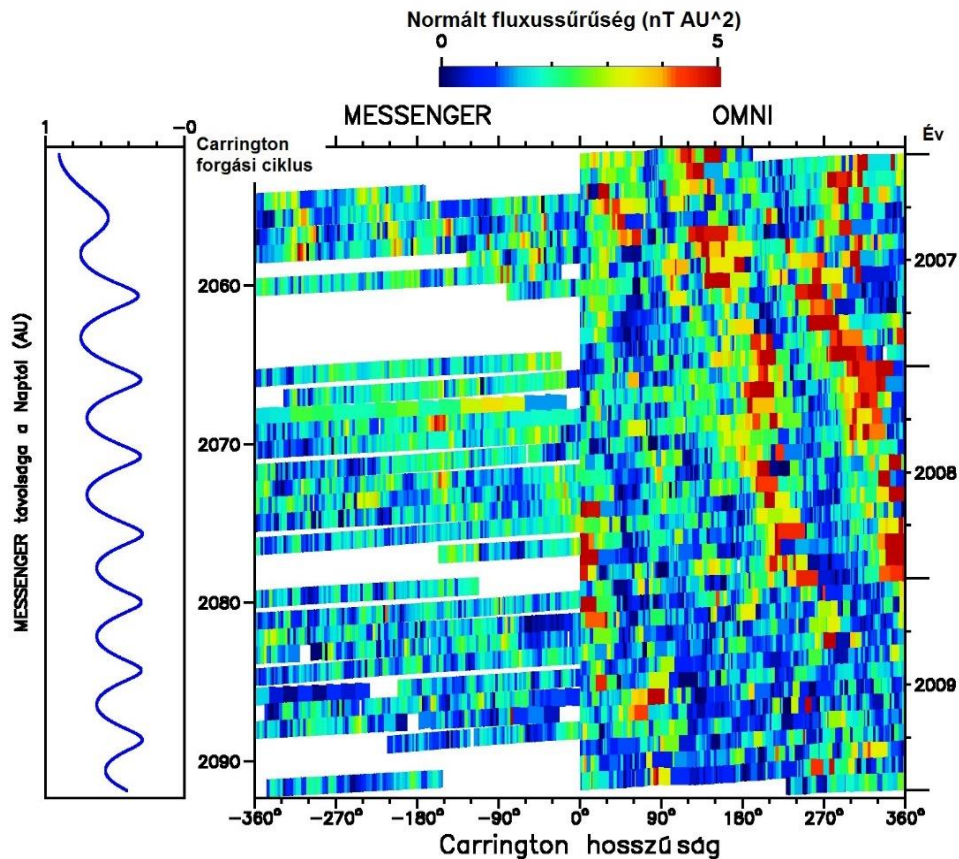 Normált fluxussűrűség (nT AU^2)
0 5
MESSENGER OMNI
1 -0
Carrington
forgási ciklus
Év
MESSENGER távolsága a Naptól (AU)
2060
2070
2080
2090
2007
2008
2009
-360° -270° -180° -90° 0° 90° 180° 270° 360°
Carrington hosszúság